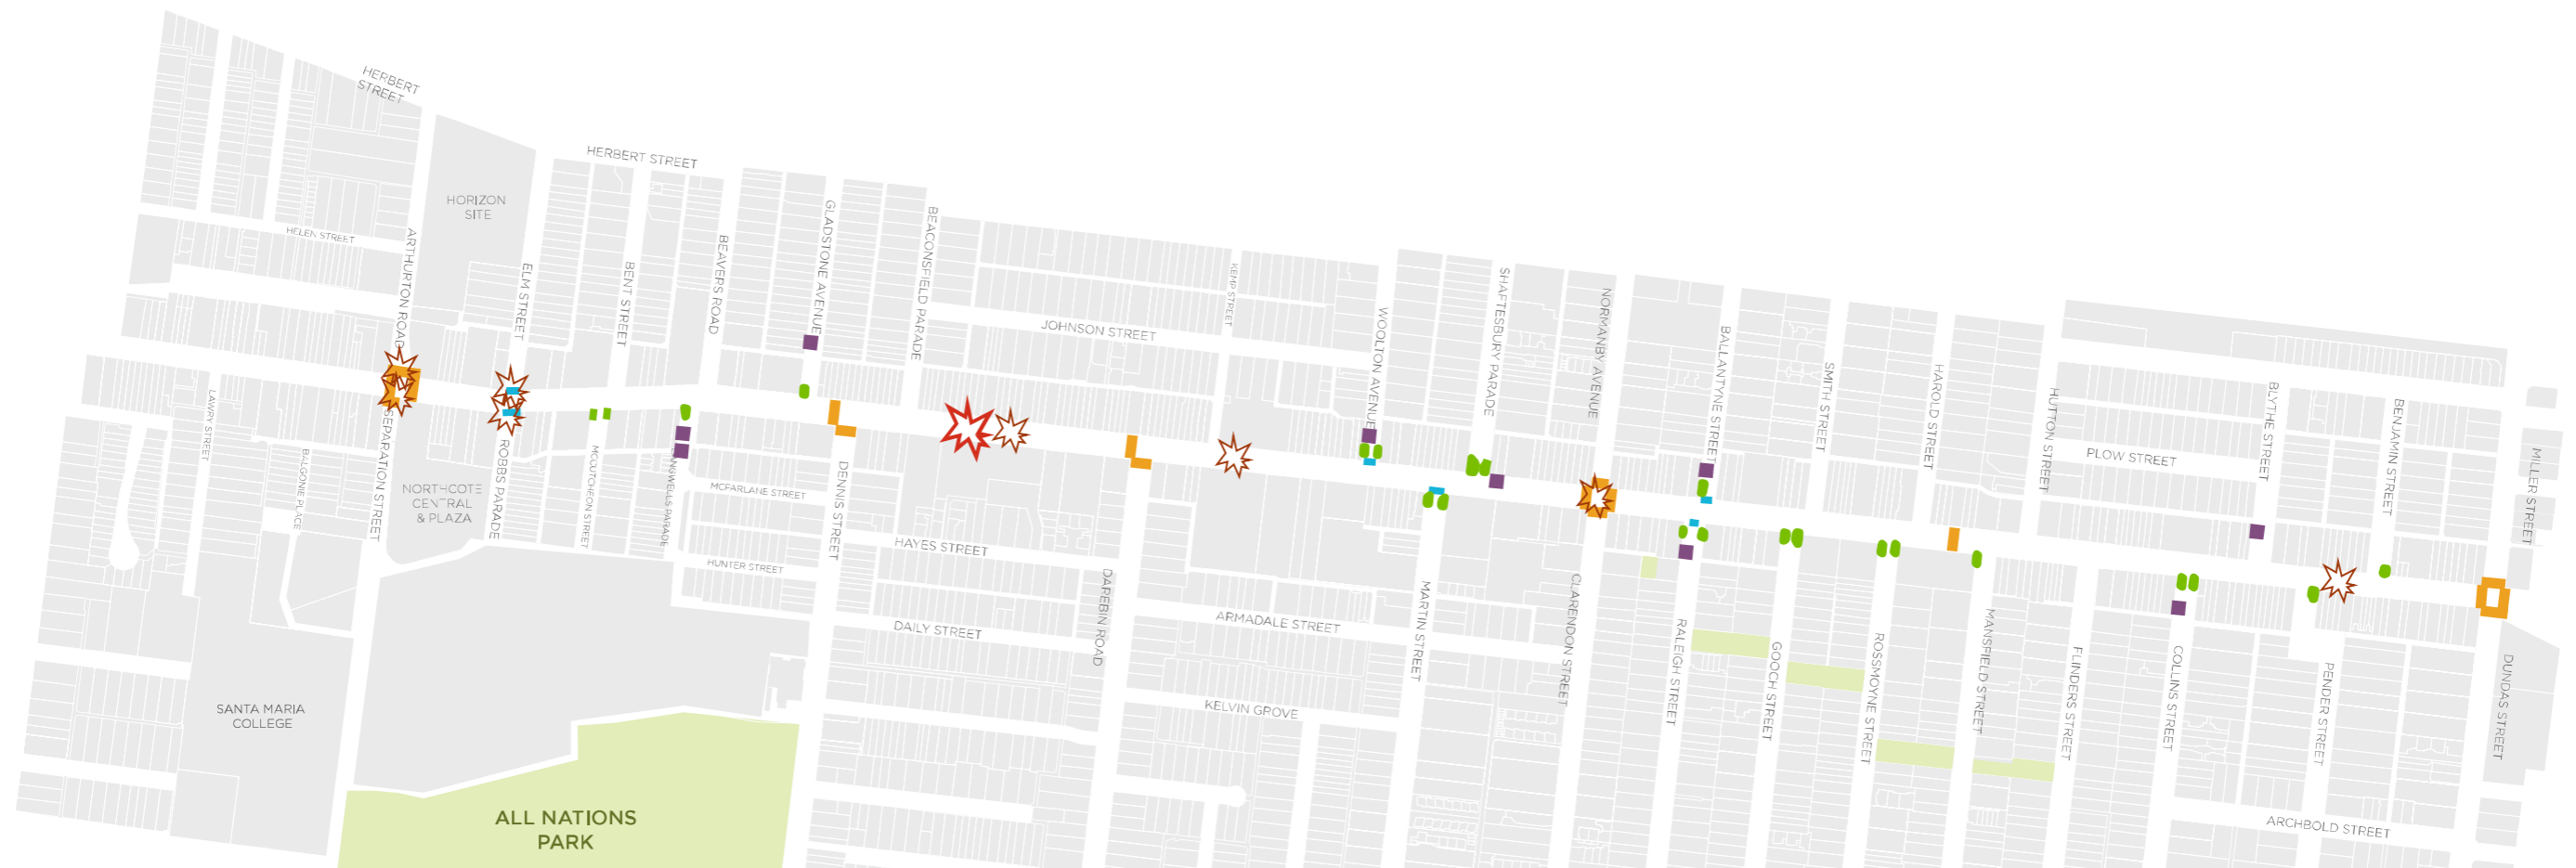 HERBERT
STREET
HERBERT STREET
HORIZON
SITE
HELEN STREET
ARTHURTON ROAD
ELM STREET
BENT STREET
BEAVERS ROAD
GLADSTONE AVENUE
BEACONSFIELD PARADE
KEMP STREET
JOHNSON STREET
WOOLTON AVENUE
SHAFTESBURY PARADE
NORMANBY AVENUE
BALLANTYNE STREET
SMITH STREET
HAROLD STREET
HUTTON STREET
PLOW STREET
BLYTHE STREET
BENJAMIN STREET
MILLER STREET
LAWRY STREET
BALGONIE PLACE
SEPARATION STREET
NORTHCOTE
CENTRAL
& PLAZA
ROBBS PARADE
MCCUTCHEON STREET
LANGWELLS PARADE
MCFARLANE STREET
HUNTER STREET
DENNIS STREET
HAYES STREET
DAILY STREET
DAREBIN ROAD
ARMADALE STREET
KELVIN GROVE
MARTIN STREET
CLARENDON STREET
RALEIGH STREET
GOOCH STREET
ROSSMOYNE STREET
MANSFIELD STREET
FLINDERS STREET
COLLINS STREET
PENDER STREET
DUNDAS STREET
ARCHBOLD STREET
SANTA MARIA
COLLEGE
ALL NATIONS
PARK